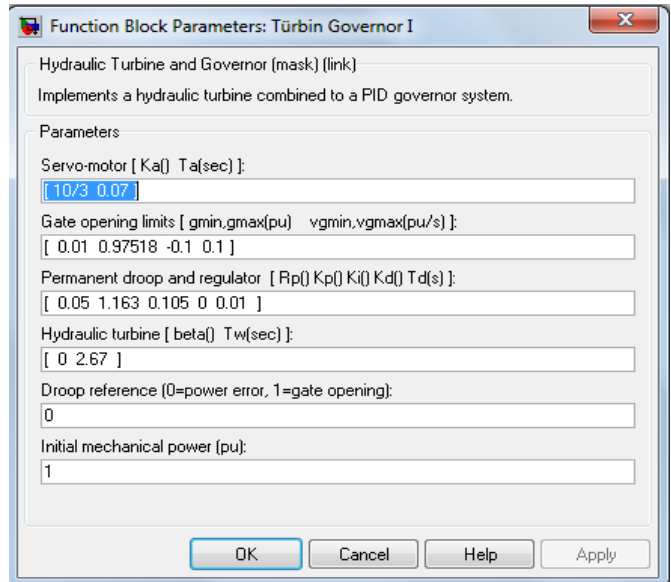 Function Block Parameters: Türbin Governor I
Hydraulic Turbine and Governor (mask) (link)
Implements a hydraulic turbine combined to a PID governor system.
Parameters
Servo-motor [ Ka() Ta(sec) ]:
[ 10/3 0.07 ]
Gate opening limits [ gmin,gmax(pu) vgmin,vgmax(pu/s) ]:
[ 0.01 0.97518 -0.1 0.1 ]
Permanent droop and regulator [ Rp() Kp() Ki() Kd() Td(s) ]:
[ 0.05 1.163 0.105 0 0.01 ]
Hydraulic turbine [ beta() Tw(sec) ]:
[ 0 2.67 ]
Droop reference (0=power error, 1=gate opening):
0
Initial mechanical power (pu):
1
OK Cancel Help Apply